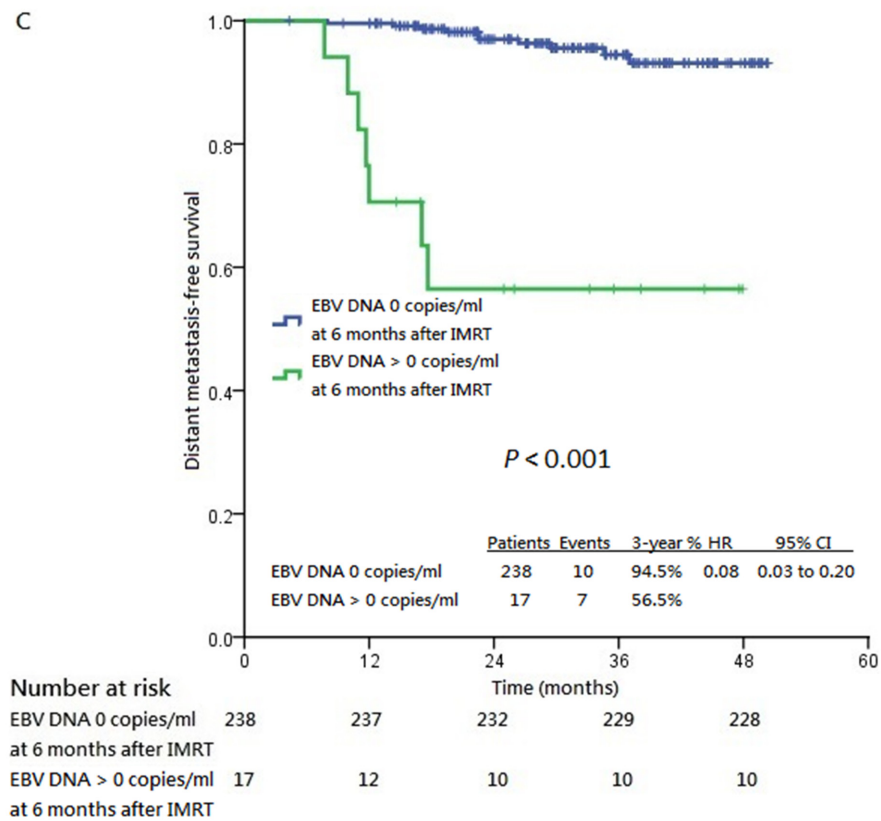 C
1.0
0.8
0.6
0.4
0.2
0.0
Distant metastasis-free survival
EBV DNA 0 copies/ml
at 6 months after IMRT
EBV DNA > 0 copies/ml
at 6 months after IMRT
P < 0.001
Patients Events 3-year % HR 95% CI
EBV DNA 0 copies/ml 238 10 94.5% 0.08 0.03 to 0.20
EBV DNA > 0 copies/ml 17 7 56.5%
0 12 24 36 48 60
Time (months)
Number at risk
EBV DNA 0 copies/ml 238 237 232 229 228
at 6 months after IMRT
EBV DNA > 0 copies/ml 17 12 10 10 10
at 6 months after IMRT